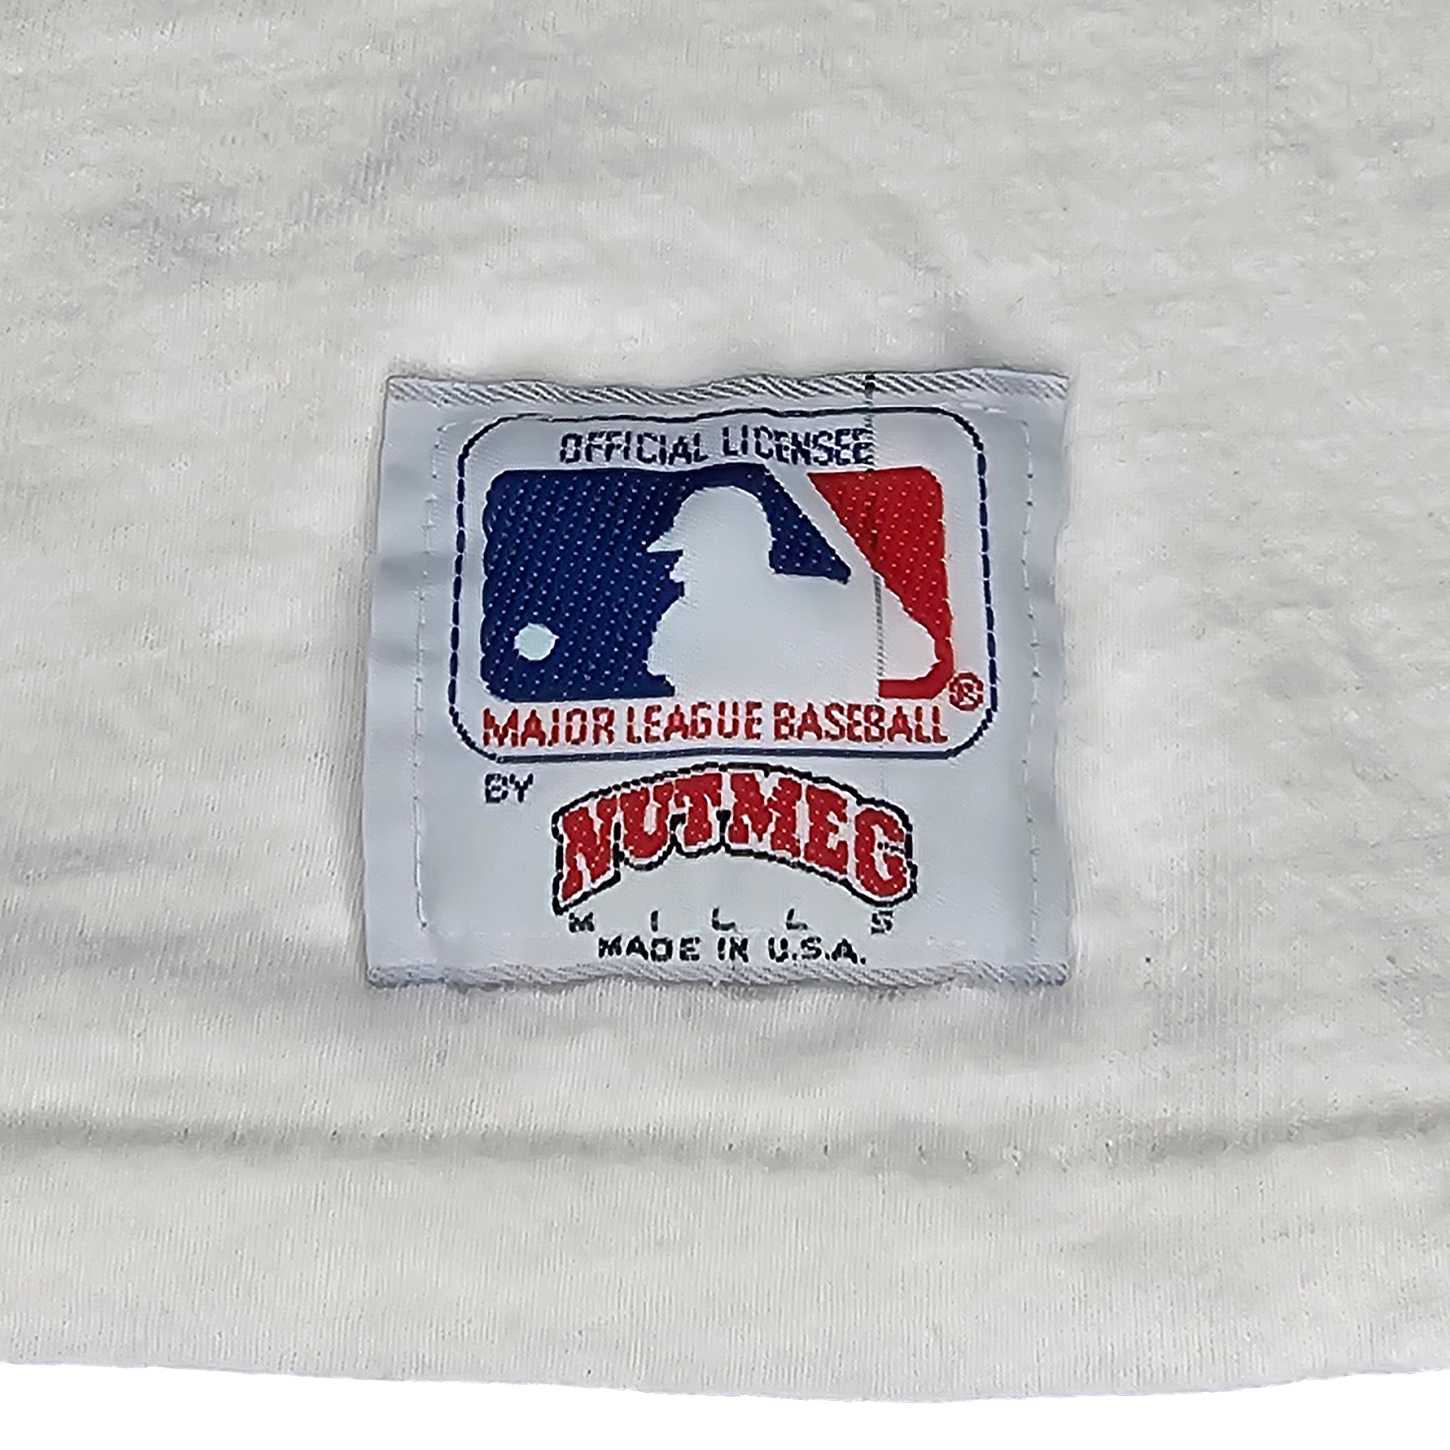 OFFICIAL LICENSEE
MAJOR LEAGUE BASEBALL®
BY
NUTMEG
MILLS
MADE IN U.S.A.